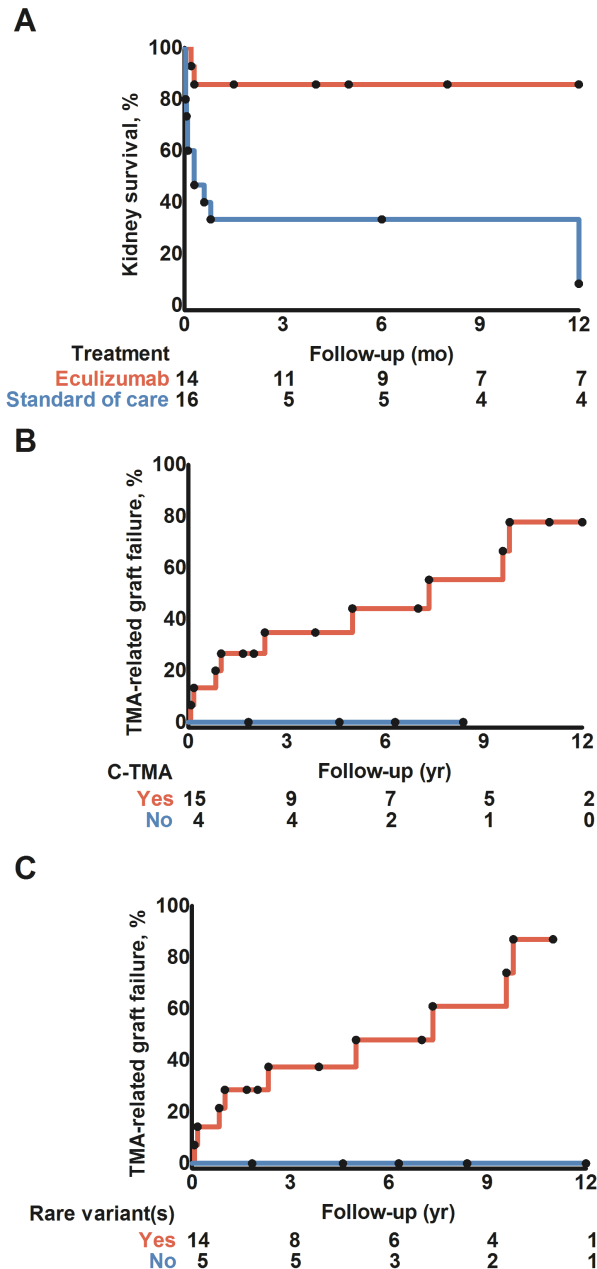 A
Kidney survival, %
100
80
60
40
20
0
0 3 6 9 12
Follow-up (mo)
Treatment
Eculizumab 14 11 9 7 7
Standard of care 16 5 5 4 4
B
TMA-related graft failure, %
100
80
60
40
20
0
0 3 6 9 12
Follow-up (yr)
C-TMA
Yes 15 9 7 5 2
No 4 4 2 1 0
C
TMA-related graft failure, %
100
80
60
40
20
0
0 3 6 9 12
Follow-up (yr)
Rare variant(s)
Yes 14 8 6 4 1
No 5 5 3 2 1